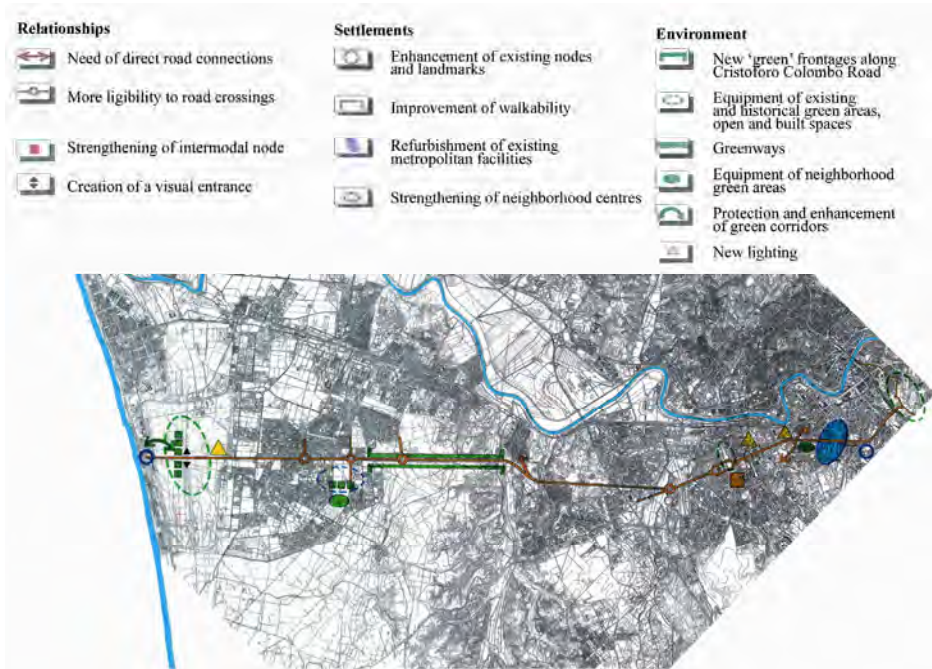 Relationships
Need of direct road connections
More ligibility to road crossings
Strengthening of intermodal node
Creation of a visual entrance
Settlements
Enhancement of existing nodes
and landmarks
Improvement of walkability
Refurbishment of existing
metropolitan facilities
Strengthening of neighborhood centres
Environment
New 'green' frontages along
Cristoforo Colombo Road
Equipment of existing
and historical green areas,
open and built spaces
Greenways
Equipment of neighborhood
green areas
Protection and enhancement
of green corridors
New lighting